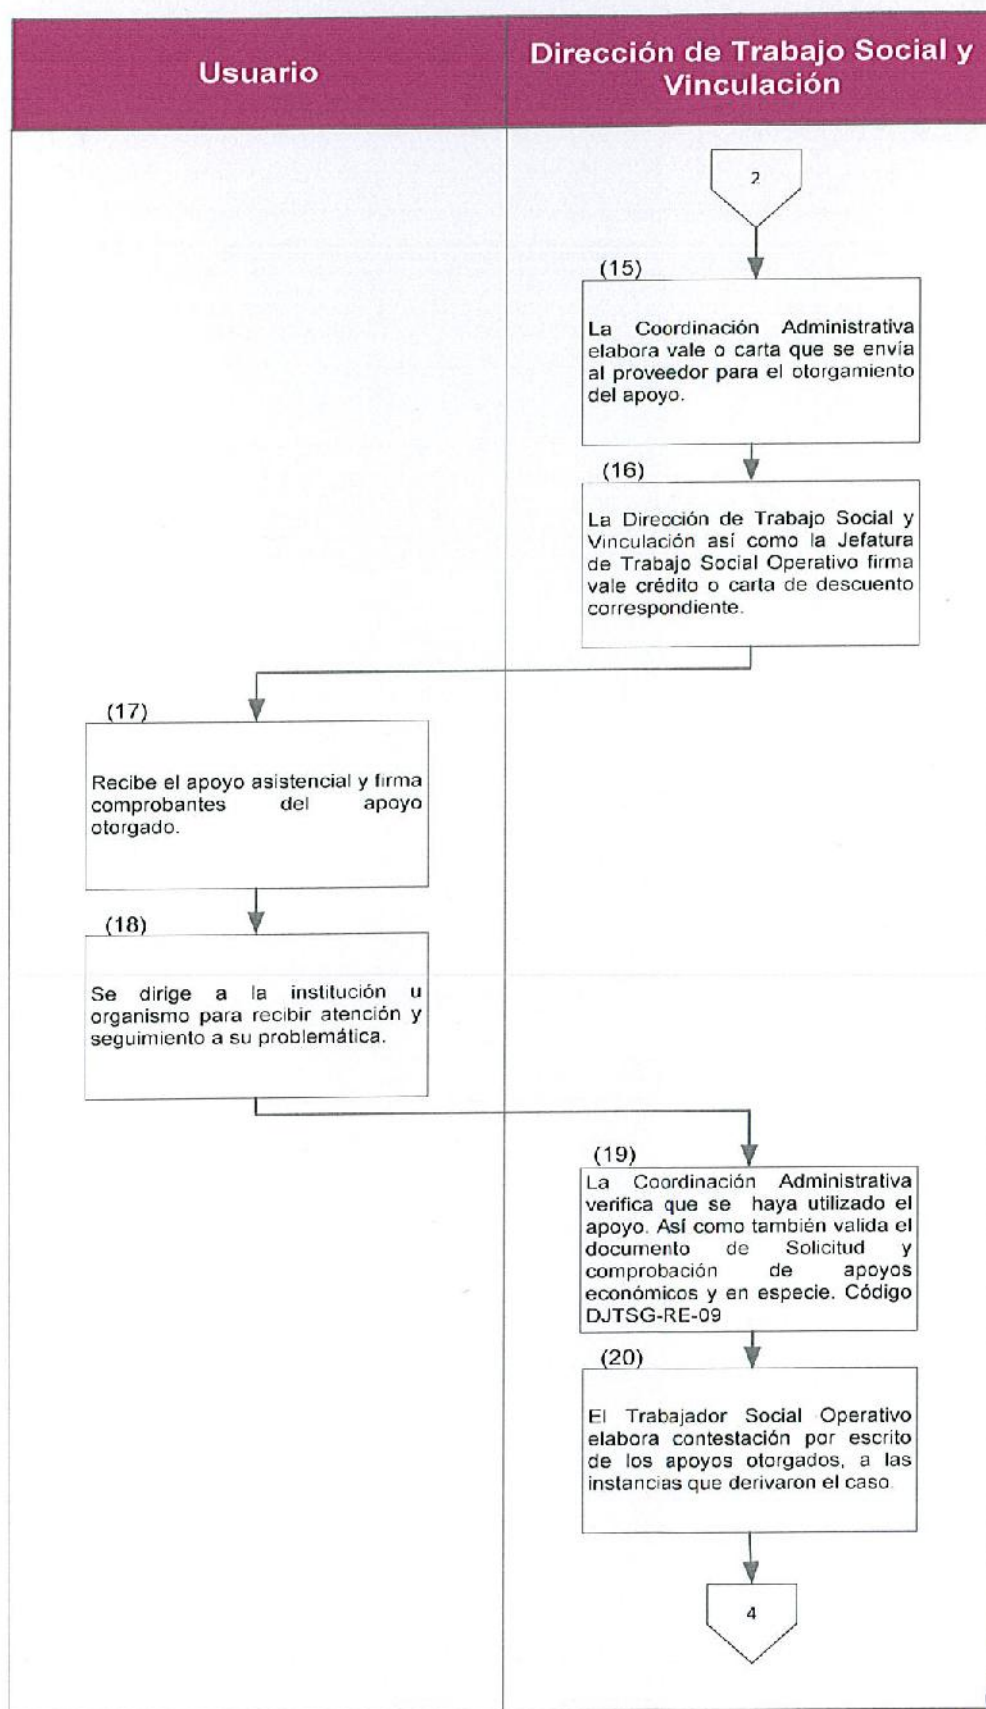 Usuario
Dirección de Trabajo Social y
Vinculación
2
(15)
La Coordinación Administrativa
elabora vale o carta que se envía
al proveedor para el otorgamiento
del apoyo.
(16)
La Dirección de Trabajo Social y
Vinculación así como la Jefatura
de Trabajo Social Operativo firma
vale crédito o carta de descuento
correspondiente.
(17)
Recibe el apoyo asistencial y firma
comprobantes del apoyo
otorgado.
(18)
Se dirige a la institución u
organismo para recibir atención y
seguimiento a su problemática.
(19)
La Coordinación Administrativa
verifica que se haya utilizado el
apoyo. Así como también valida el
documento de Solicitud y
comprobación de apoyos
económicos y en especie. Código
DJTSG-RE-09
(20)
El Trabajador Social Operativo
elabora contestación por escrito
de los apoyos otorgados, a las
instancias que derivaron el caso.
4